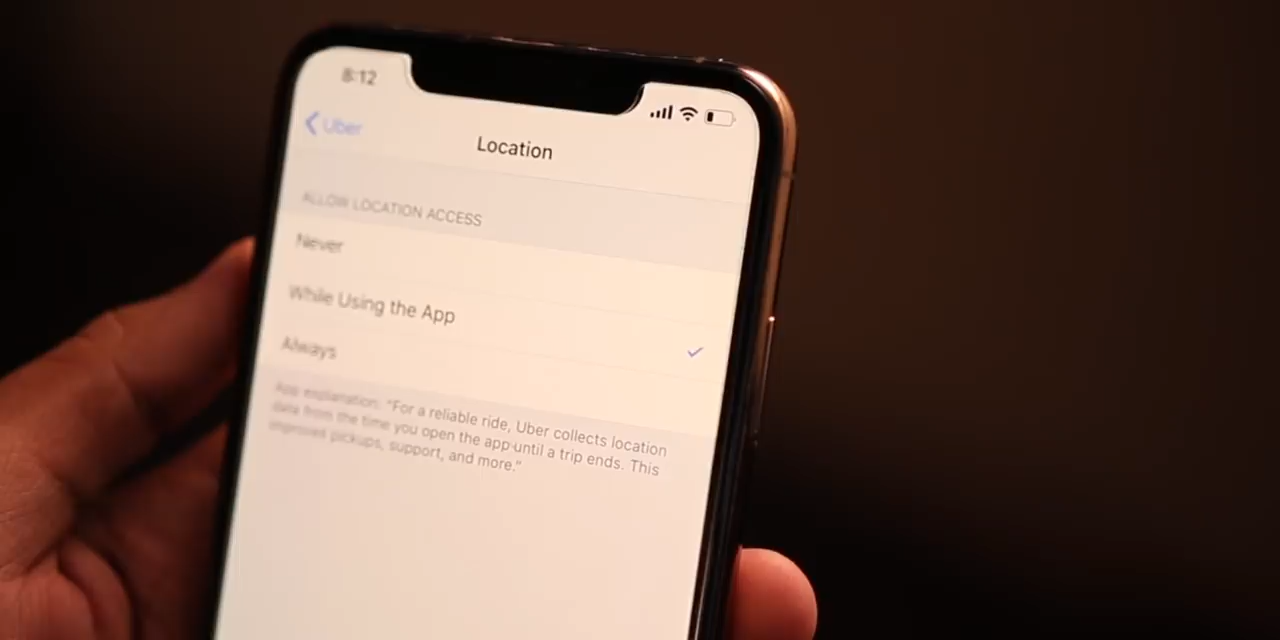 8:12
Uber
Location
ALLOW LOCATION ACCESS
Never
While Using the App
Always
App explanation: "For a reliable ride, Uber collects location
data from the time you open the app until a trip ends. This
improves pickups, support, and more."